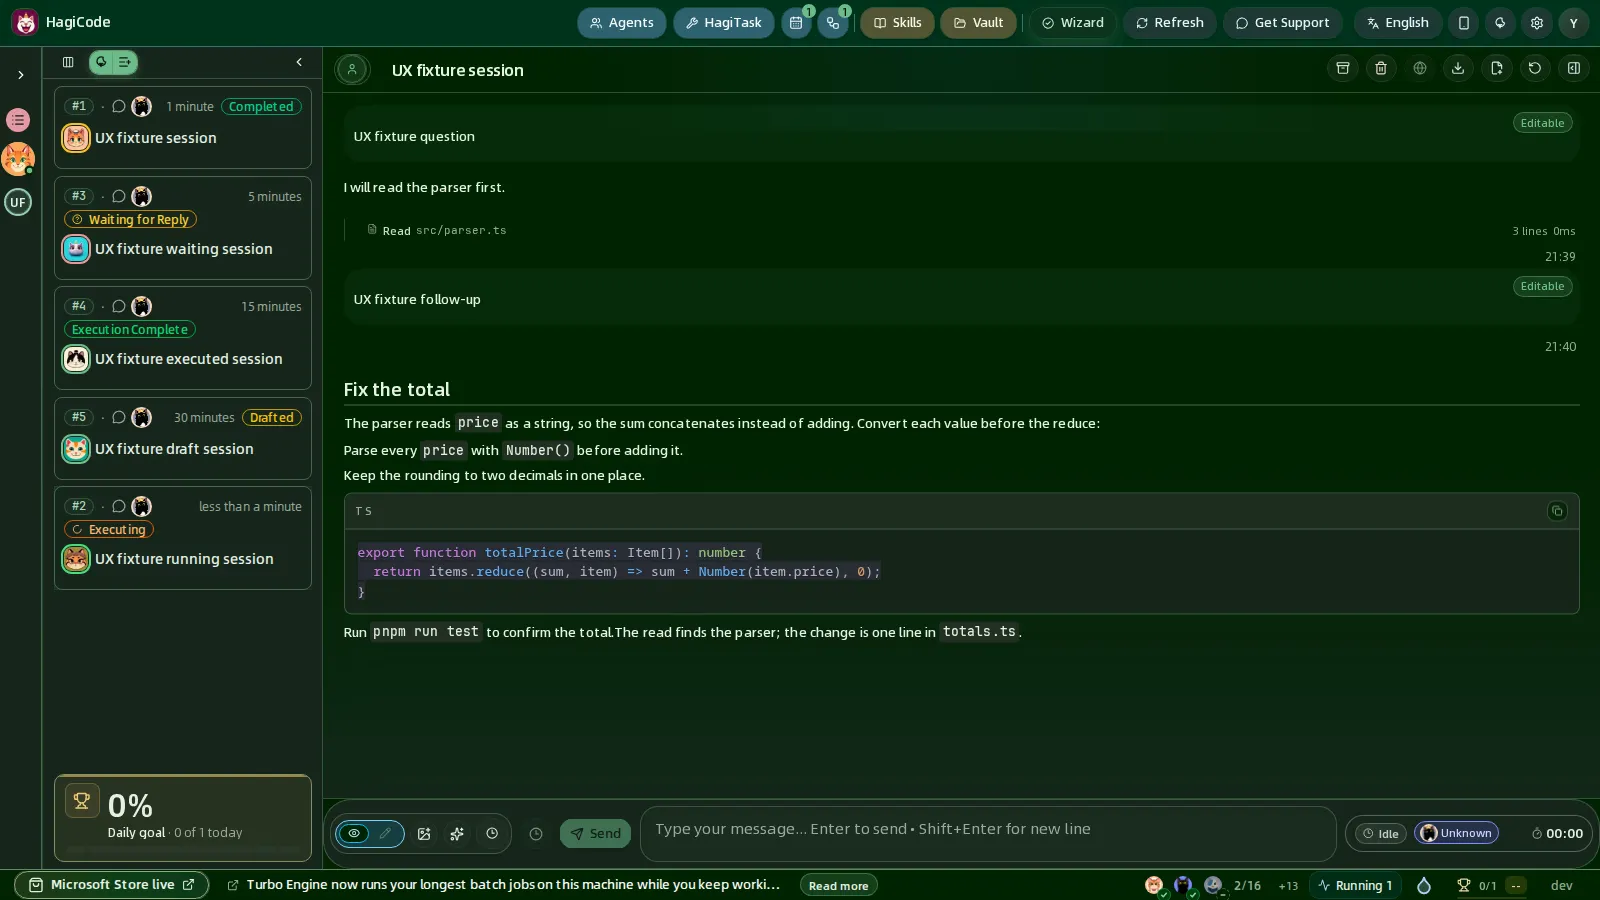 HagiCode
Agents
HagiTask
1
1
Skills
Vault
Wizard
Refresh
Get Support
English
Y
UX fixture session
#1 · 1 minute Completed
UX fixture session
#3 · 5 minutes
Waiting for Reply
UX fixture waiting session
#4 · 15 minutes
Execution Complete
UX fixture executed session
#5 · 30 minutes Drafted
UX fixture draft session
#2 · less than a minute
Executing
UX fixture running session
UF
0%
Daily goal · 0 of 1 today
Editable
UX fixture question
I will read the parser first.
Read src/parser.ts 3 lines 0ms
21:39
Editable
UX fixture follow-up
21:40
Fix the total
The parser reads price as a string, so the sum concatenates instead of adding. Convert each value before the reduce:
Parse every price with Number() before adding it.
Keep the rounding to two decimals in one place.
TS
export function totalPrice(items: Item[]): number {
return items.reduce((sum, item) => sum + Number(item.price), 0);
}
Run pnpm run test to confirm the total.The read finds the parser; the change is one line in totals.ts.
Send
Type your message... Enter to send • Shift+Enter for new line
Idle
Unknown
00:00
Microsoft Store live
Turbo Engine now runs your longest batch jobs on this machine while you keep worki...
Read more
2/16
+13
Running 1
0/1
--
dev